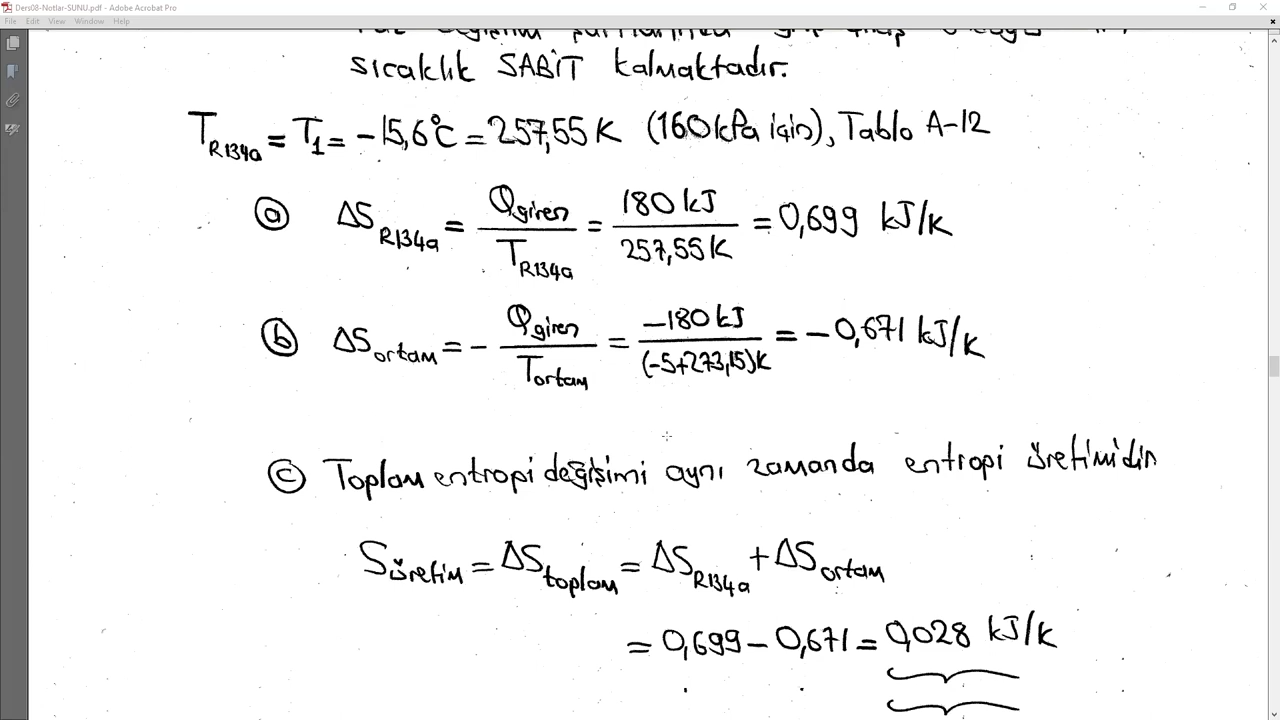 Ders08-Notlar-SUNU.pdf - Adobe Acrobat Pro
File Edit View Window Help
sıcaklık SABİT kalmaktadır.
T_R134a = T_1 = -15,6°C = 257,55 K (160 kPa için), Tablo A-12
(a) ΔS_R134a = Q_giren / T_R134a = 180 kJ / 257,55 K = 0,699 kJ/K
(b) ΔS_ortam = - Q_giren / T_ortam = -180 kJ / (-5+273,15)K = -0,671 kJ/K
(c) Toplam entropi değişimi aynı zamanda entropi üretimidir
S_üretim = ΔS_toplam = ΔS_R134a + ΔS_ortam
= 0,699 - 0,671 = 0,028 kJ/K